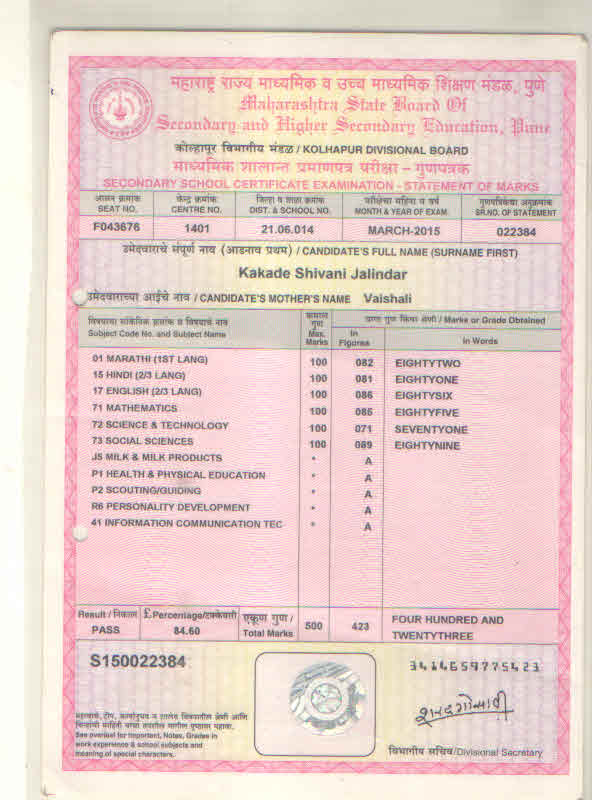 महाराष्ट्र राज्य माध्यमिक व उच्च माध्यमिक शिक्षण मंडळ, पुणे
Maharashtra State Board Of
Secondary and Higher Secondary Education, Pune
कोल्हापूर विभागीय मंडळ / KOLHAPUR DIVISIONAL BOARD
माध्यमिक शालान्त प्रमाणपत्र परीक्षा – गुणपत्रक
SECONDARY SCHOOL CERTIFICATE EXAMINATION - STATEMENT OF MARKS
आसन क्रमांक केन्द्र क्रमांक जिल्हा व शाळा क्रमांक परीक्षेचा महिना व वर्ष गुणपत्रिकेचा अनुक्रमांक
SEAT NO. CENTRE NO. DIST. & SCHOOL NO. MONTH & YEAR OF EXAM. SR.NO. OF STATEMENT
F043676 1401 21.06.014 MARCH-2015 022384
उमेदवाराचे संपूर्ण नाव (आडनाव प्रथम) / CANDIDATE'S FULL NAME (SURNAME FIRST)
Kakade Shivani Jalindar
उमेदवाराच्या आईचे नाव / CANDIDATE'S MOTHER'S NAME Vaishali
विषयाचा सांकेतिक क्रमांक व विषयाचे नाव कमाल गुण प्राप्त गुण किंवा श्रेणी / Marks or Grade Obtained
Subject Code No. and Subject Name Max. Marks In Figures In Words
01 MARATHI (1ST LANG) 100 082 EIGHTYTWO
15 HINDI (2/3 LANG) 100 081 EIGHTYONE
17 ENGLISH (2/3 LANG) 100 086 EIGHTYSIX
71 MATHEMATICS 100 085 EIGHTYFIVE
72 SCIENCE & TECHNOLOGY 100 071 SEVENTYONE
73 SOCIAL SCIENCES 100 089 EIGHTYNINE
J5 MILK & MILK PRODUCTS * A
P1 HEALTH & PHYSICAL EDUCATION * A
P2 SCOUTING/GUIDING * A
R6 PERSONALITY DEVELOPMENT * A
41 INFORMATION COMMUNICATION TEC * A
Result / निकाल £ Percentage/टक्केवारी एकूण गुण / 500 423 FOUR HUNDRED AND
PASS 84.60 Total Marks TWENTYTHREE
S150022384
3414659775423
See overleaf for Important, Notes, Grades in
work experience & school subjects and
meaning of special characters.
विभागीय सचिव/Divisional Secretary